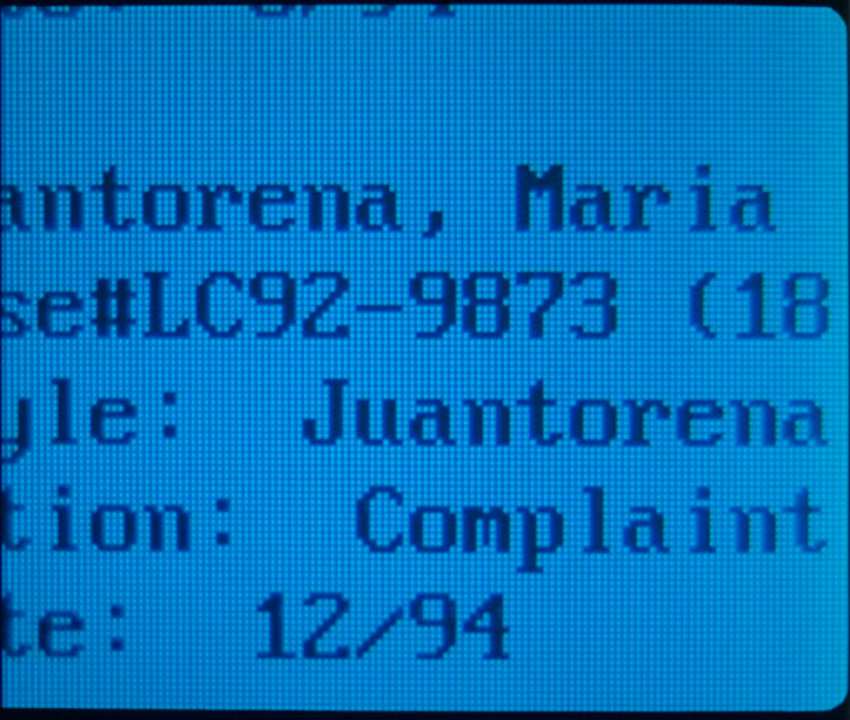 antorena, Maria
se#LC92-9873 (18
yle: Juantorena
tion: Complaint
te: 12/94